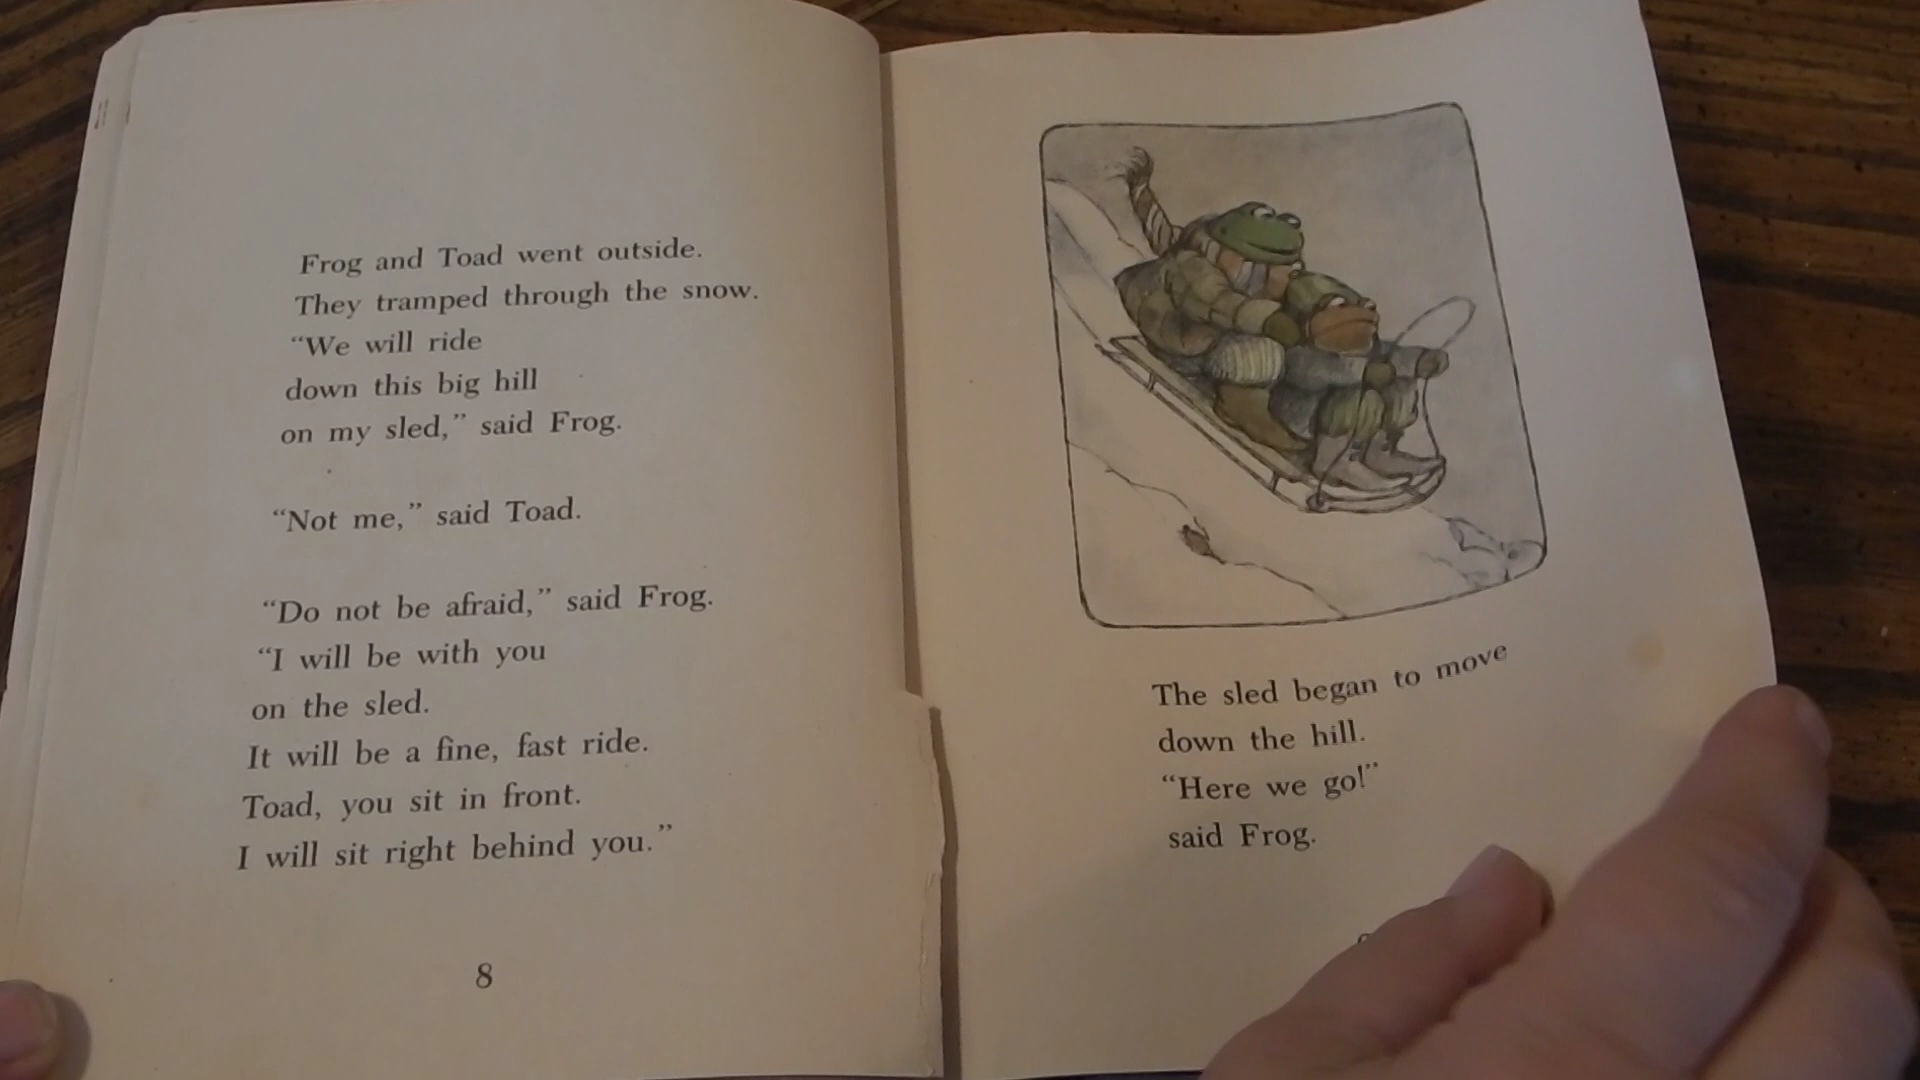 Frog and Toad went outside.
They tramped through the snow.
“We will ride
down this big hill
on my sled,” said Frog.
“Not me,” said Toad.
“Do not be afraid,” said Frog.
“I will be with you
on the sled.
It will be a fine, fast ride.
Toad, you sit in front.
I will sit right behind you.”
8
The sled began to move
down the hill.
“Here we go!”
said Frog.